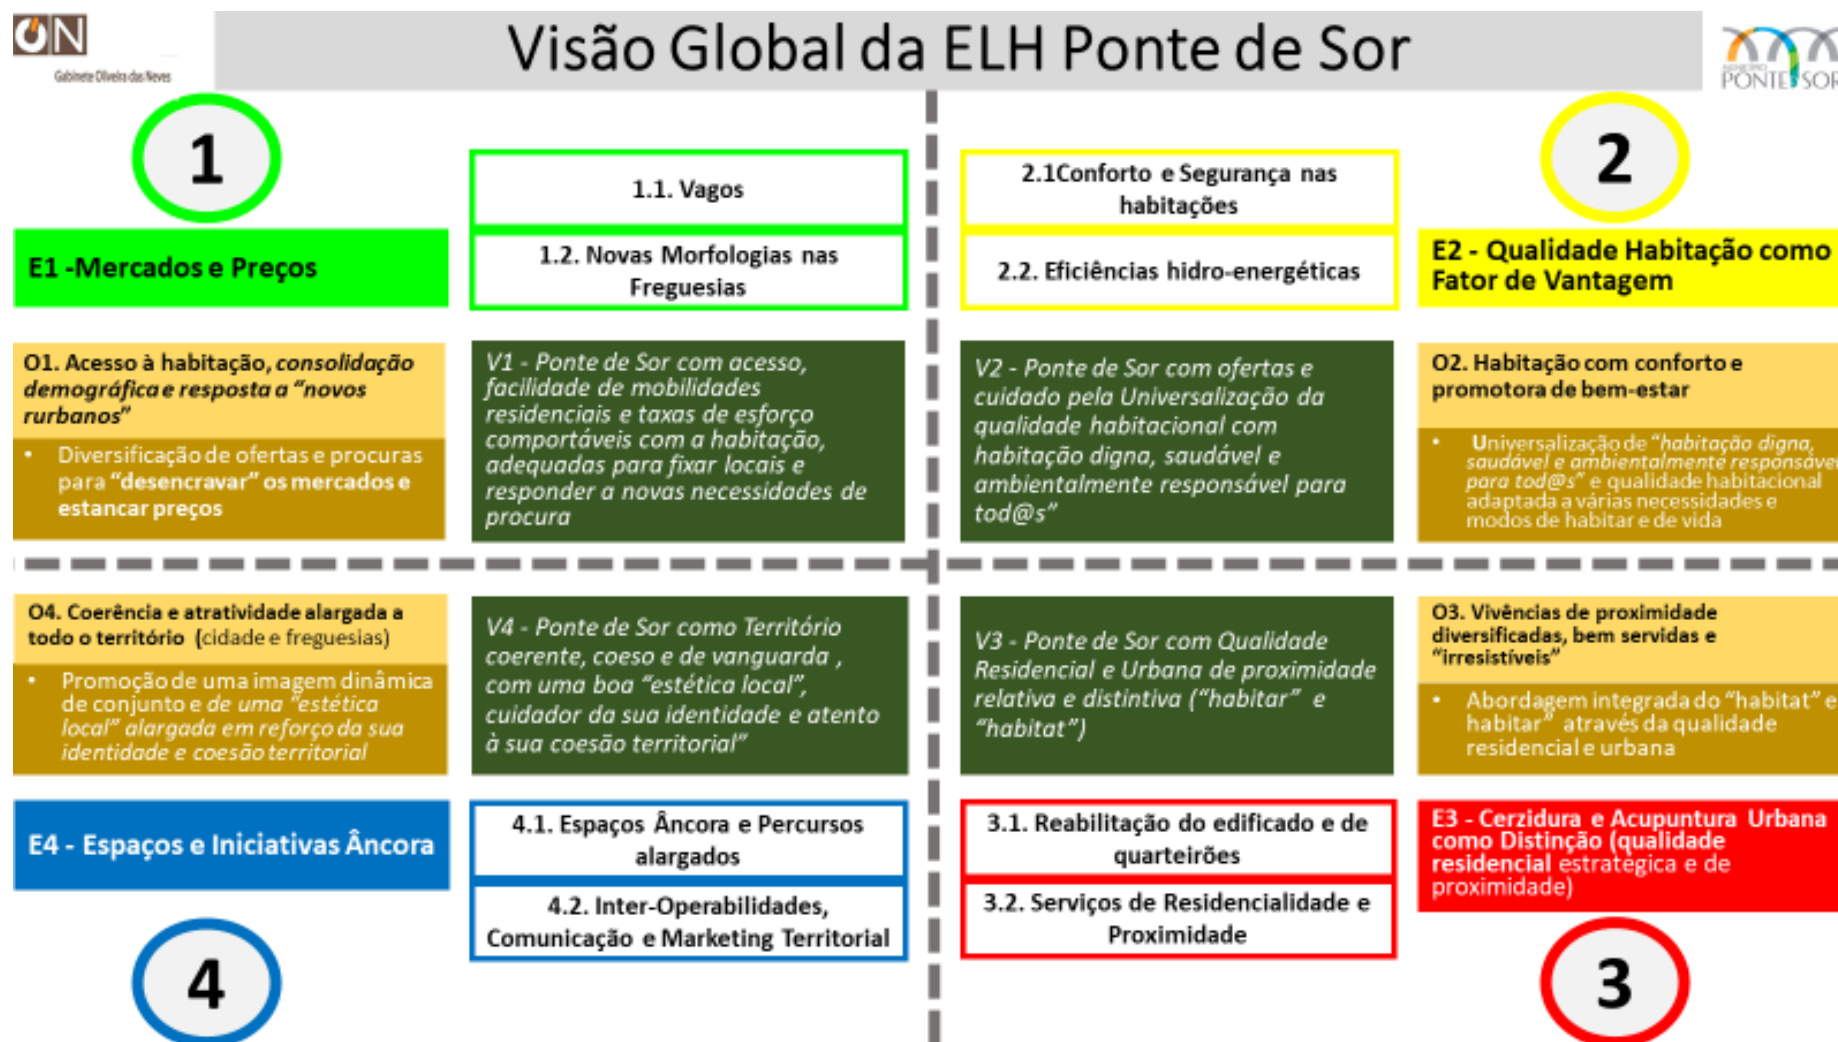 ON
Gabinete Oliveira das Neves
Visão Global da ELH Ponte de Sor
MUNICÍPIO
PONTE SOR
1
E1 -Mercados e Preços
1.1. Vagos
1.2. Novas Morfologias nas
Freguesias
O1. Acesso à habitação, consolidação
demográfica e resposta a “novos
rurbanos”
• Diversificação de ofertas e procuras
para “desencravar” os mercados e
estancar preços
V1 - Ponte de Sor com acesso,
facilidade de mobilidades
residenciais e taxas de esforço
comportáveis com a habitação,
adequadas para fixar locais e
responder a novas necessidades de
procura
2.1Conforto e Segurança nas
habitações
2.2. Eficiências hidro-energéticas
2
E2 - Qualidade Habitação como
Fator de Vantagem
V2 - Ponte de Sor com ofertas e
cuidado pela Universalização da
qualidade habitacional com
habitação digna, saudável e
ambientalmente responsável para
tod@s”
O2. Habitação com conforto e
promotora de bem-estar
• Universalização de “habitação digna,
saudável e ambientalmente responsável
para tod@s” e qualidade habitacional
adaptada a várias necessidades e
modos de habitar e de vida
O4. Coerência e atratividade alargada a
todo o território (cidade e freguesias)
• Promoção de uma imagem dinâmica
de conjunto e de uma “estética
local” alargada em reforço da sua
identidade e coesão territorial
V4 - Ponte de Sor como Território
coerente, coeso e de vanguarda ,
com uma boa “estética local”,
cuidador da sua identidade e atento
à sua coesão territorial”
E4 - Espaços e Iniciativas Âncora
4.1. Espaços Âncora e Percursos
alargados
4.2. Inter-Operabilidades,
Comunicação e Marketing Territorial
4
V3 - Ponte de Sor com Qualidade
Residencial e Urbana de proximidade
relativa e distintiva (“habitar” e
“habitat”)
O3. Vivências de proximidade
diversificadas, bem servidas e
“irresistíveis”
• Abordagem integrada do “habitat” e
habitar” através da qualidade
residencial e urbana
3.1. Reabilitação do edificado e de
quarteirões
3.2. Serviços de Residencialidade e
Proximidade
E3 - Cerzidura e Acupuntura Urbana
como Distinção (qualidade
residencial estratégica e de
proximidade)
3